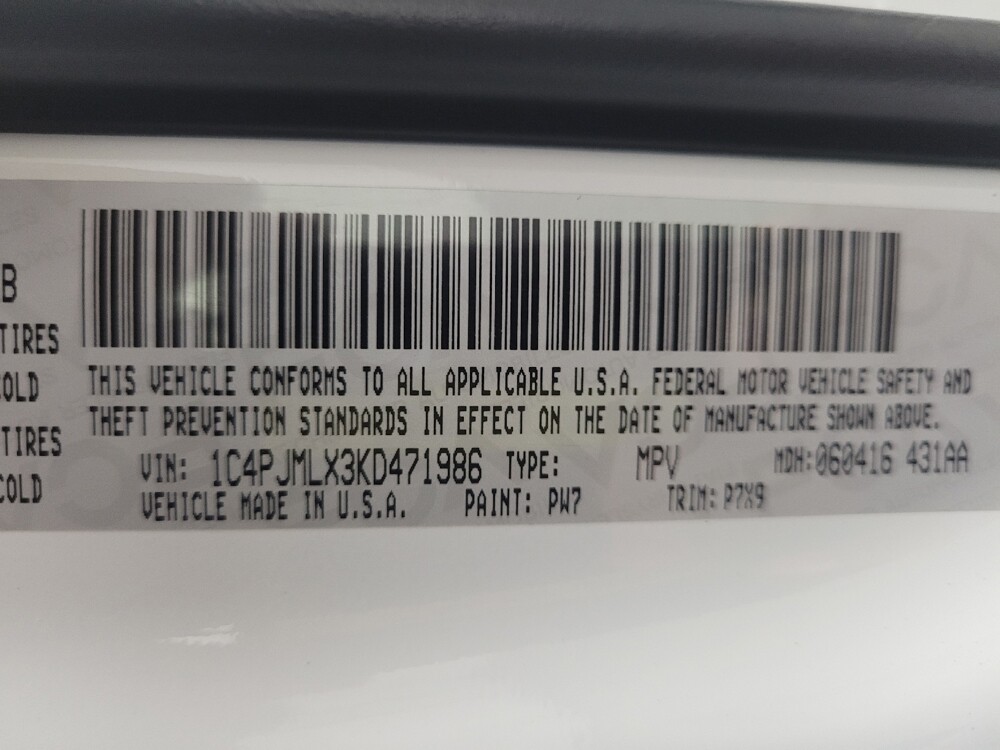 B
TIRES
COLD
THIS VEHICLE CONFORMS TO ALL APPLICABLE U.S.A. FEDERAL MOTOR VEHICLE SAFETY AND
THEFT PREVENTION STANDARDS IN EFFECT ON THE DATE OF MANUFACTURE SHOWN ABOVE.
TIRES
COLD
VIN: 1C4PJMLX3KD471986 TYPE: MPV MDH:060416 431AA
VEHICLE MADE IN U.S.A. PAINT: PW7 TRIM: P7X9